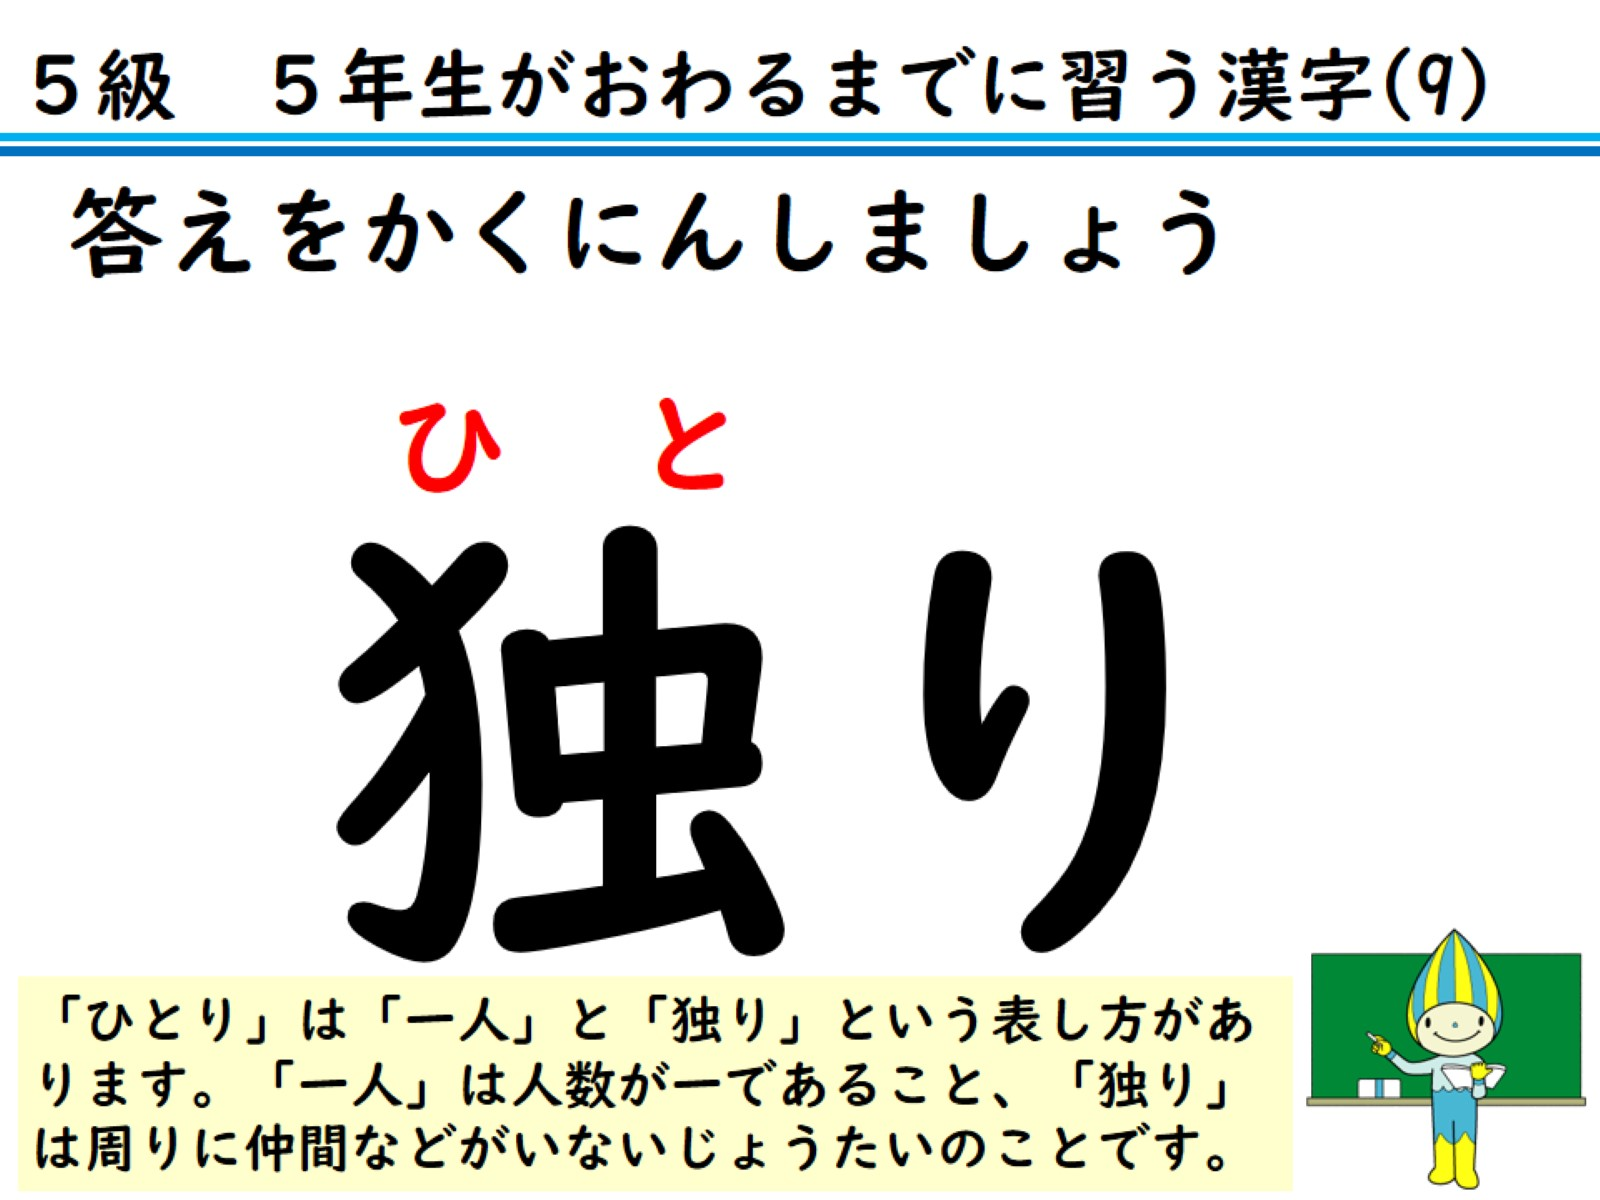 ５級　５年生がおわるまでに習う漢字(9)
答えをかくにんしましょう
ひ　と
独り
「ひとり」は「一人」と「独り」という表し方があ
ります。「一人」は人数が一であること、「独り」
は周りに仲間などがいないじょうたいのことです。